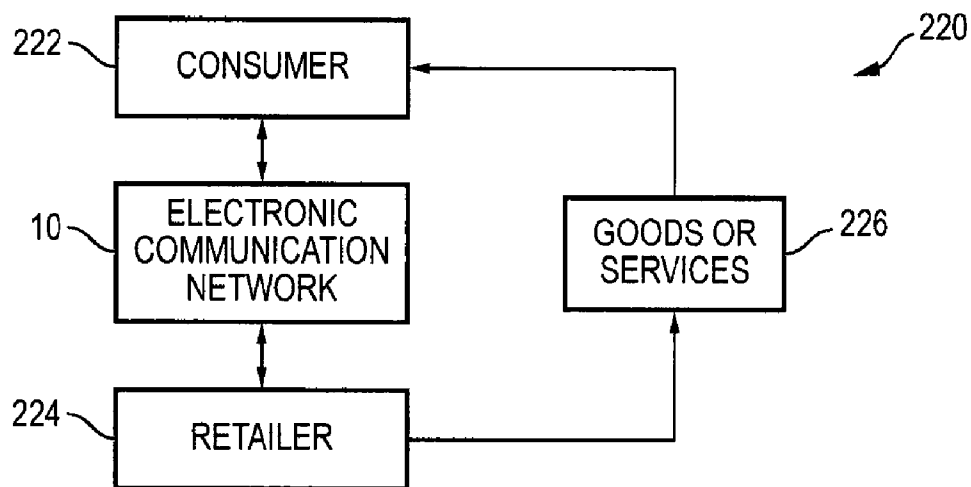 222
CONSUMER
220
10
ELECTRONIC
COMMUNICATION
NETWORK
GOODS OR
SERVICES
226
224
RETAILER